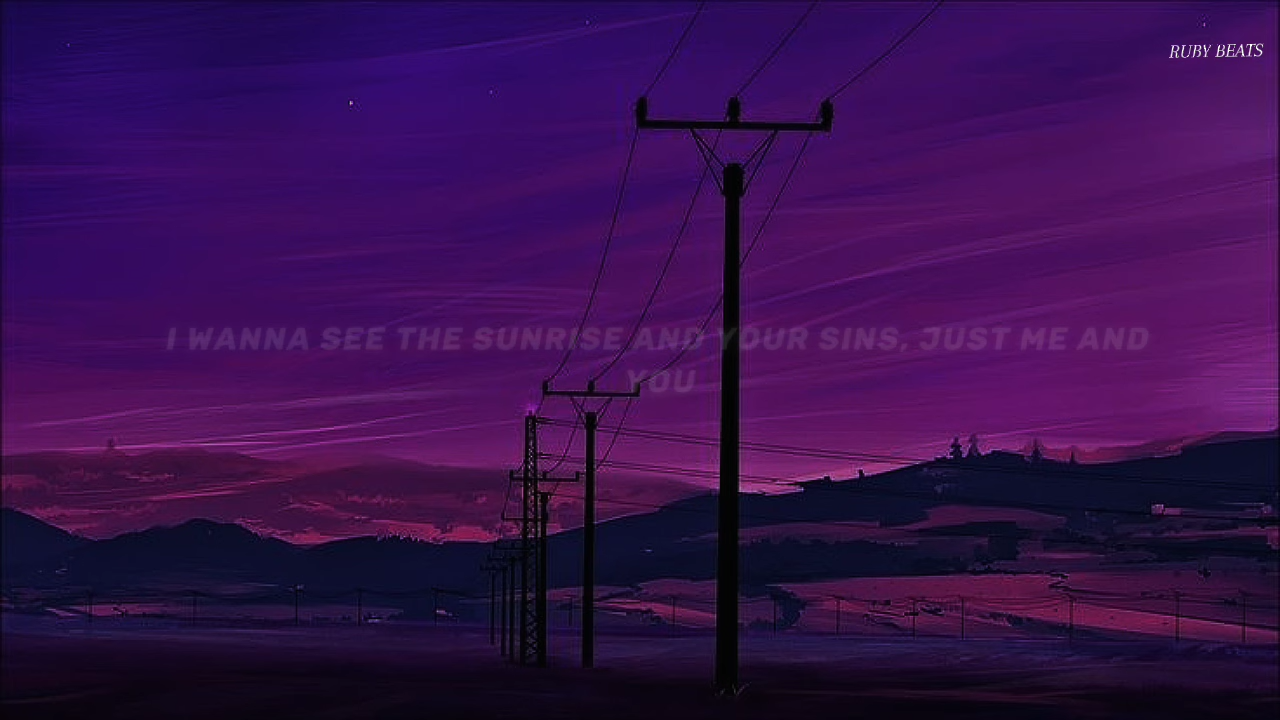 RUBY BEATS
I WANNA SEE THE SUNRISE AND YOUR SINS, JUST ME AND
YOU